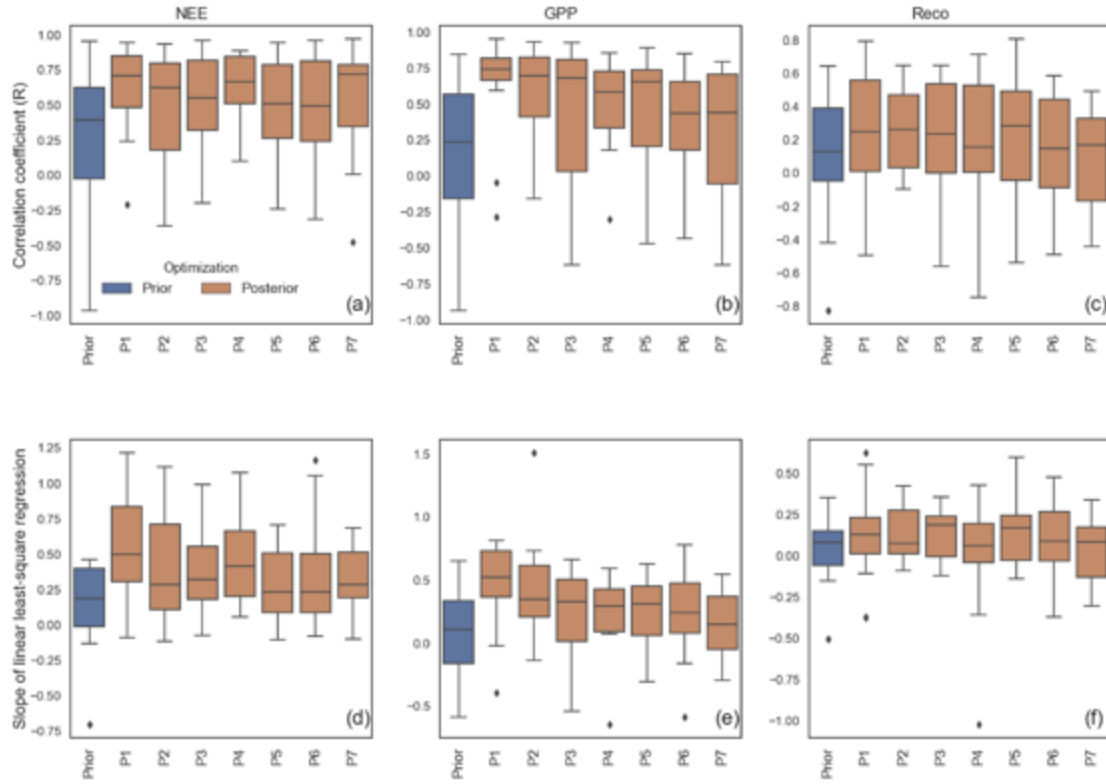 NEE
GPP
Reco
Correlation coefficient (R)
1.00
0.75
0.50
0.25
0.00
−0.25
−0.50
−0.75
−1.00
Optimization
Prior
Posterior
(a)
Prior
P1
P2
P3
P4
P5
P6
P7
1.00
0.75
0.50
0.25
0.00
−0.25
−0.50
−0.75
−1.00
(b)
Prior
P1
P2
P3
P4
P5
P6
P7
0.8
0.6
0.4
0.2
0.0
−0.2
−0.4
−0.6
−0.8
(c)
Prior
P1
P2
P3
P4
P5
P6
P7
Slope of linear least-square regression
1.25
1.00
0.75
0.50
0.25
0.00
−0.25
−0.50
−0.75
(d)
Prior
P1
P2
P3
P4
P5
P6
P7
1.5
1.0
0.5
0.0
−0.5
(e)
Prior
P1
P2
P3
P4
P5
P6
P7
0.50
0.25
0.00
−0.25
−0.50
−0.75
−1.00
(f)
Prior
P1
P2
P3
P4
P5
P6
P7